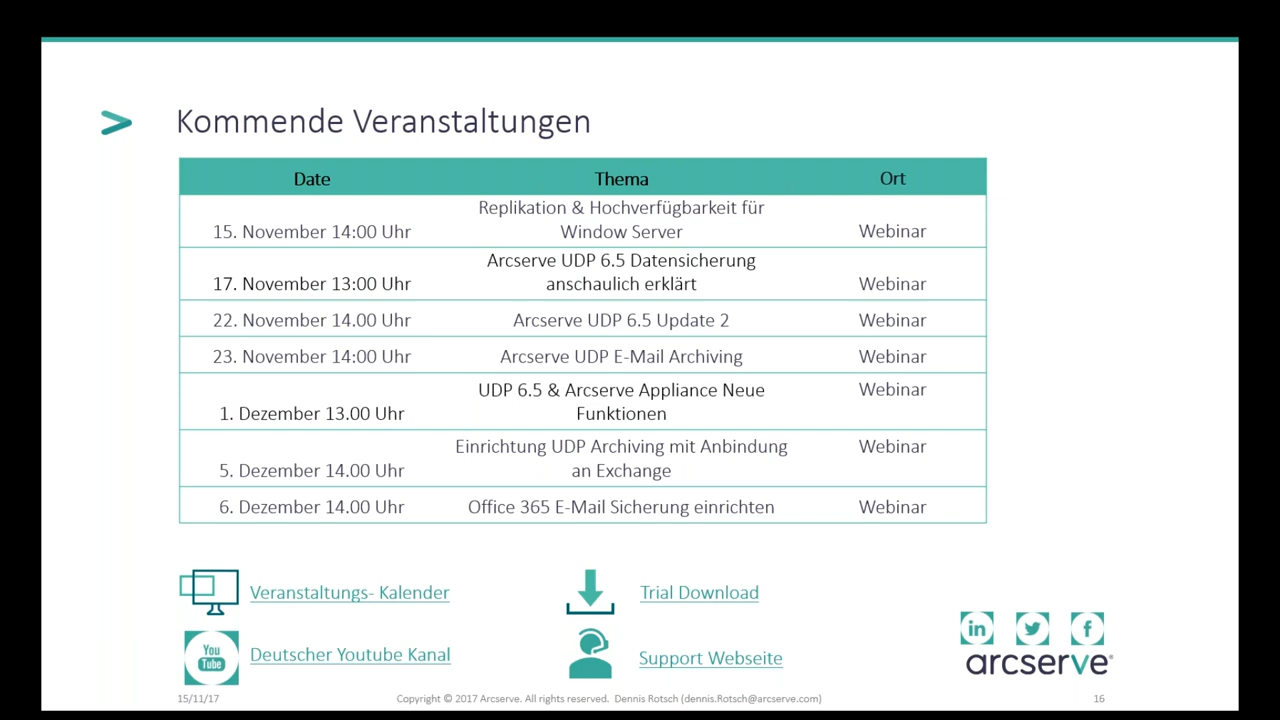 Kommende Veranstaltungen
Date Thema Ort
Replikation & Hochverfügbarkeit für
15. November 14:00 Uhr Window Server Webinar
Arcserve UDP 6.5 Datensicherung
17. November 13:00 Uhr anschaulich erklärt Webinar
22. November 14.00 Uhr Arcserve UDP 6.5 Update 2 Webinar
23. November 14:00 Uhr Arcserve UDP E-Mail Archiving Webinar
UDP 6.5 & Arcserve Appliance Neue Webinar
1. Dezember 13.00 Uhr Funktionen
Einrichtung UDP Archiving mit Anbindung Webinar
5. Dezember 14.00 Uhr an Exchange
6. Dezember 14.00 Uhr Office 365 E-Mail Sicherung einrichten Webinar
Veranstaltungs- Kalender Trial Download
in f
You
Tube
Deutscher Youtube Kanal Support Webseite
arcserve®
15/11/17 Copyright © 2017 Arcserve. All rights reserved. Dennis Rotsch (dennis.Rotsch@arcserve.com) 16